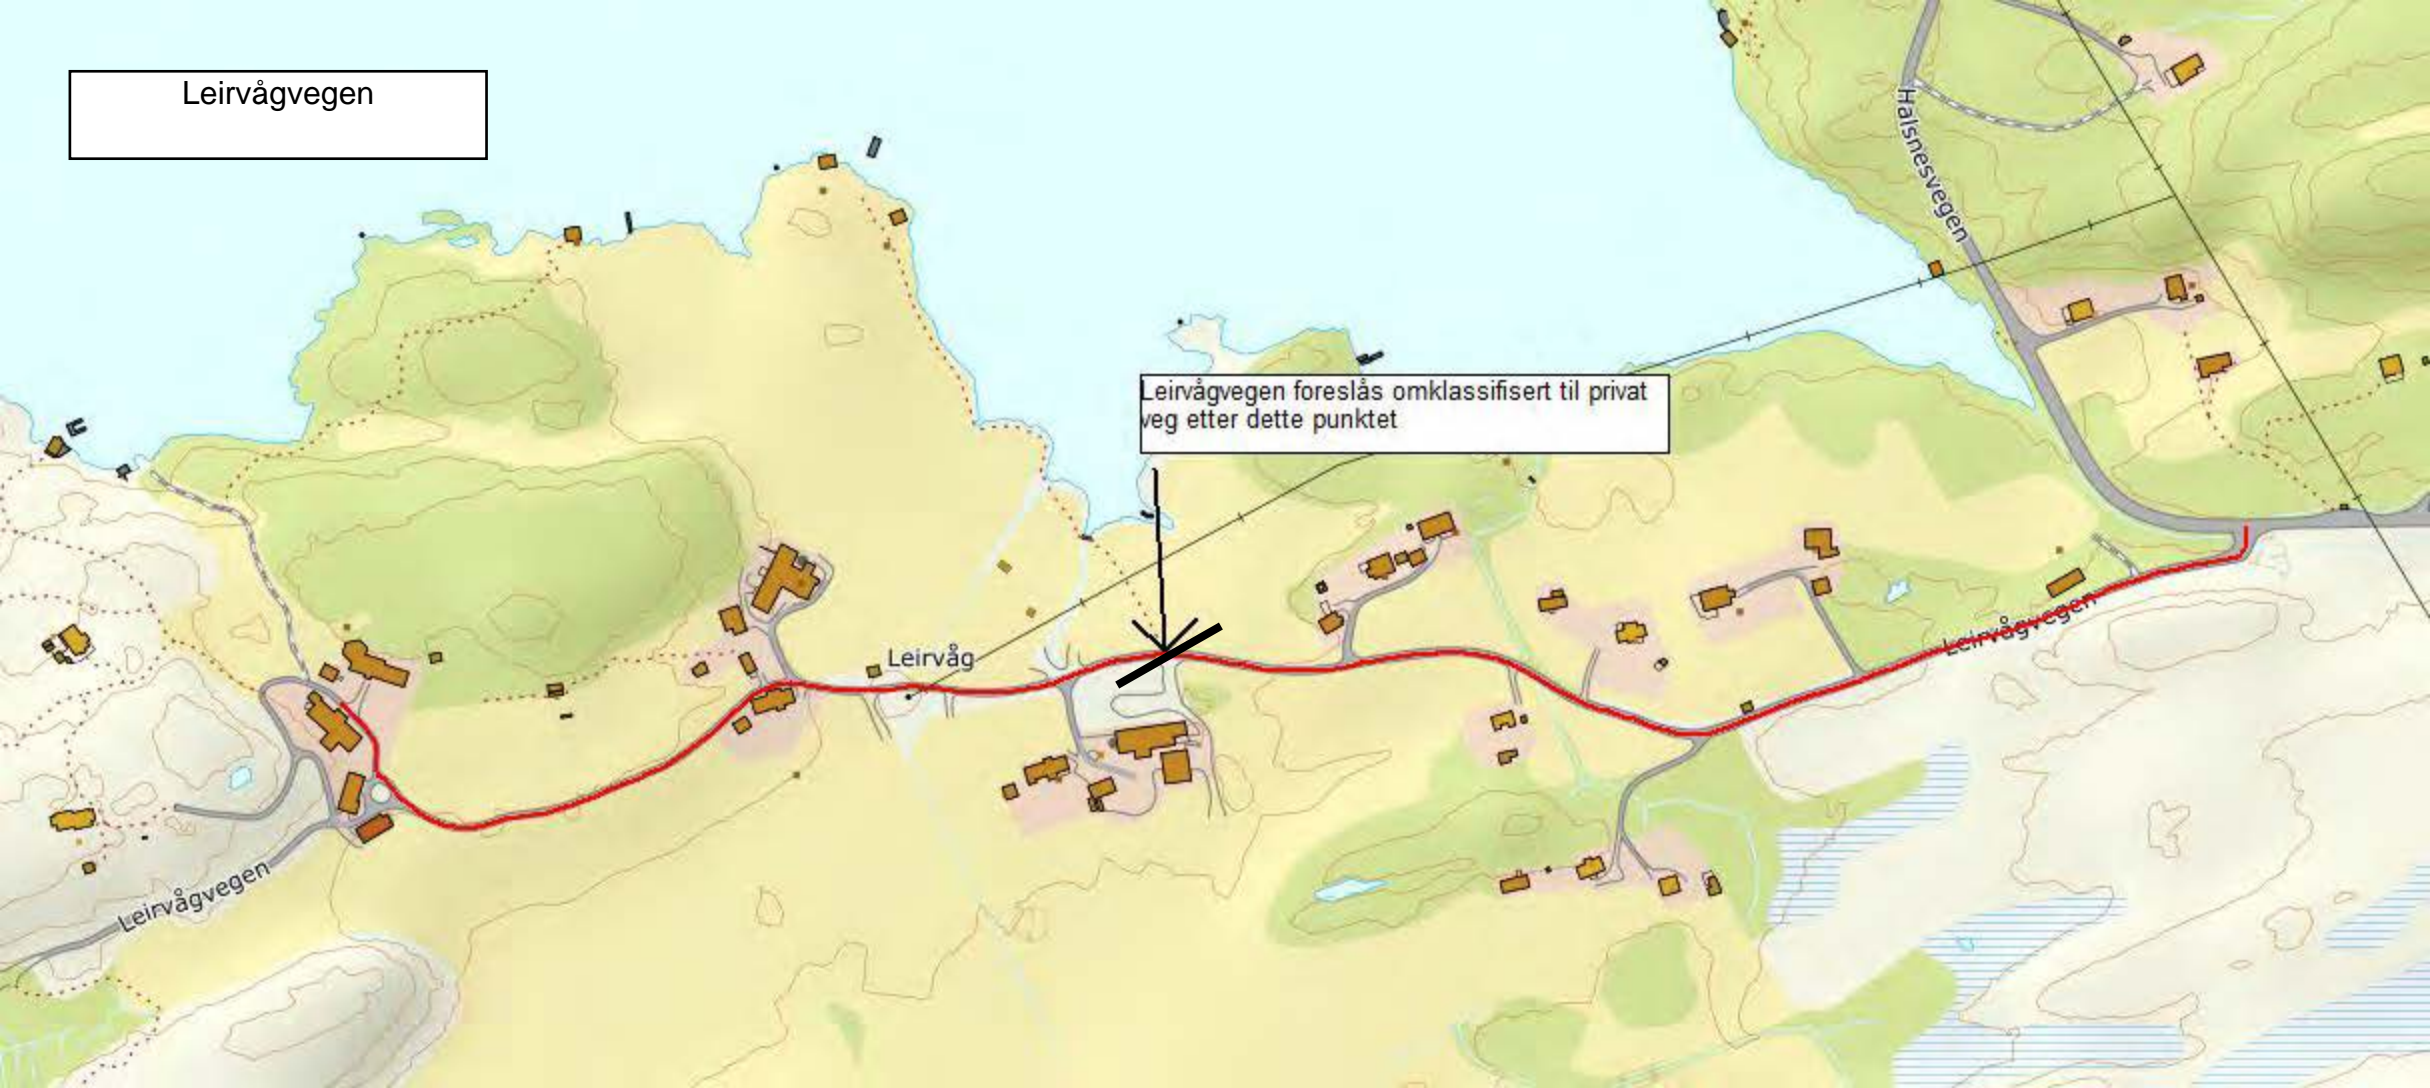 Leirvågvegen
Halsnesvegen
Leirvågvegen foreslås omklassifisert til privat
veg etter dette punktet
Leirvågvegen
Leirvåg
Leirvågvegen